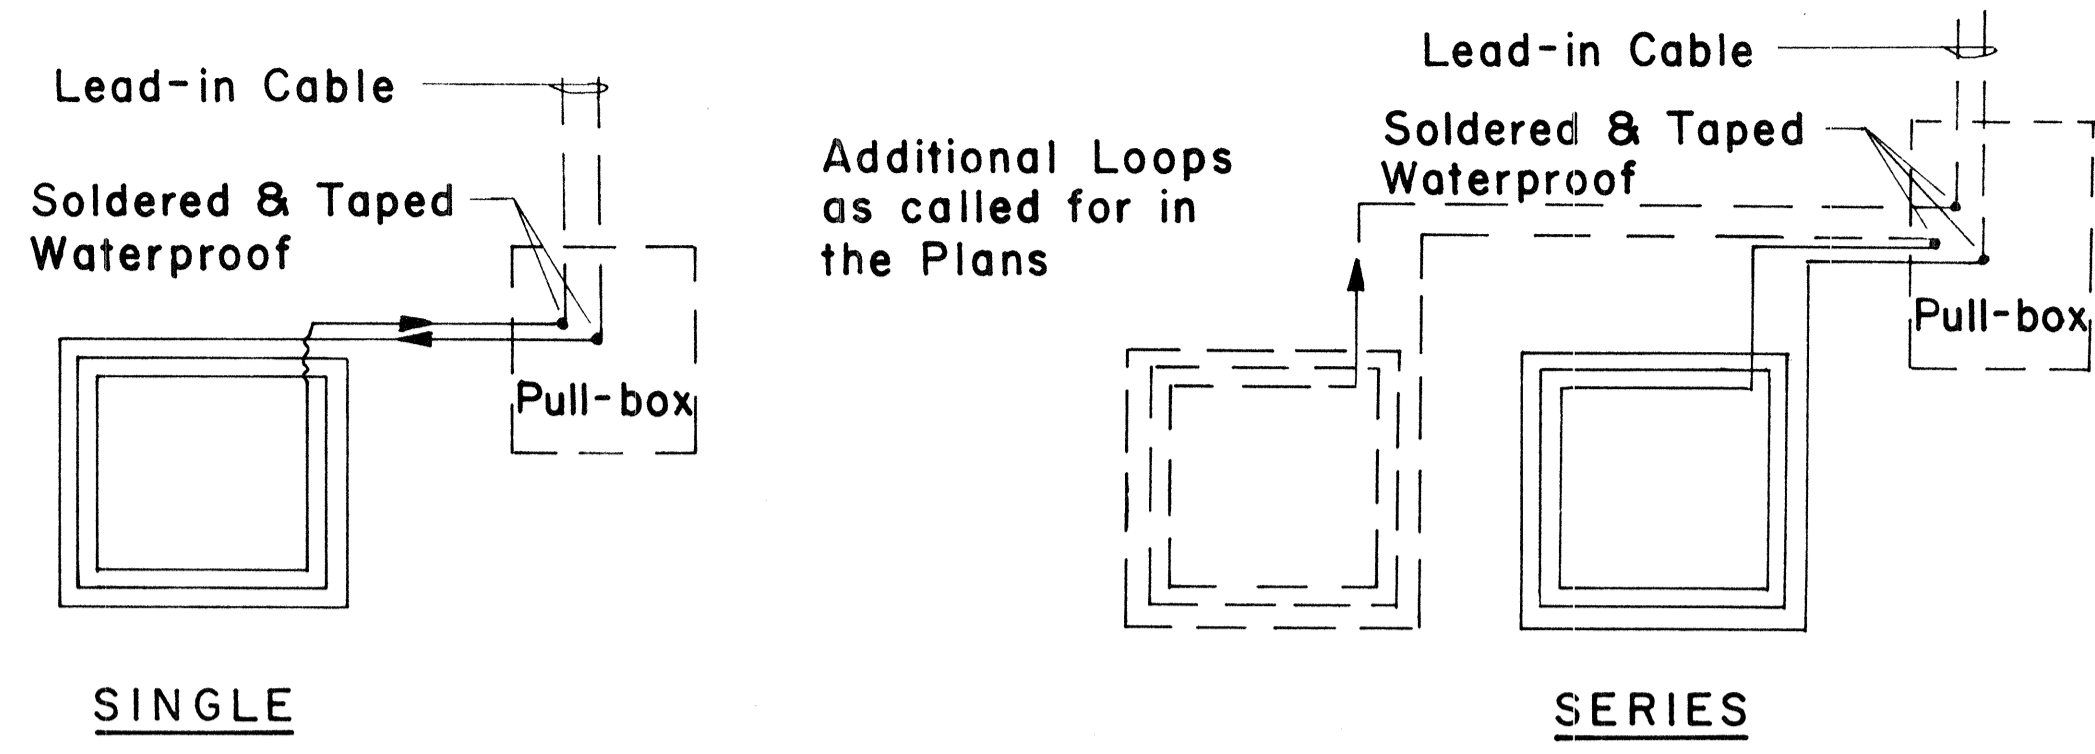 Lead-in Cable
Soldered & Taped
Waterproof
Pull-box
SINGLE
Additional Loops
as called for in
the Plans
Lead-in Cable
Soldered & Taped
Waterproof
Pull-box
SERIES